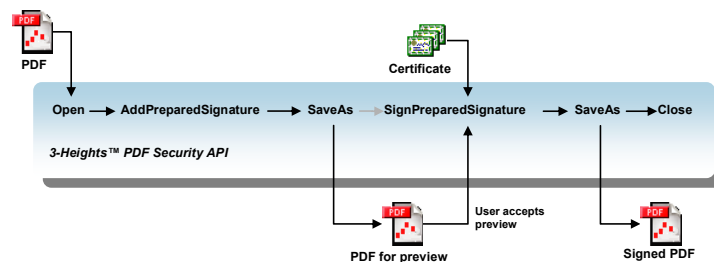 PDF
PDF
Certificate
Open AddPreparedSignature SaveAs SignPreparedSignature SaveAs Close
3-Heights™ PDF Security API
PDF
User accepts
preview
PDF
PDF for preview
Signed PDF